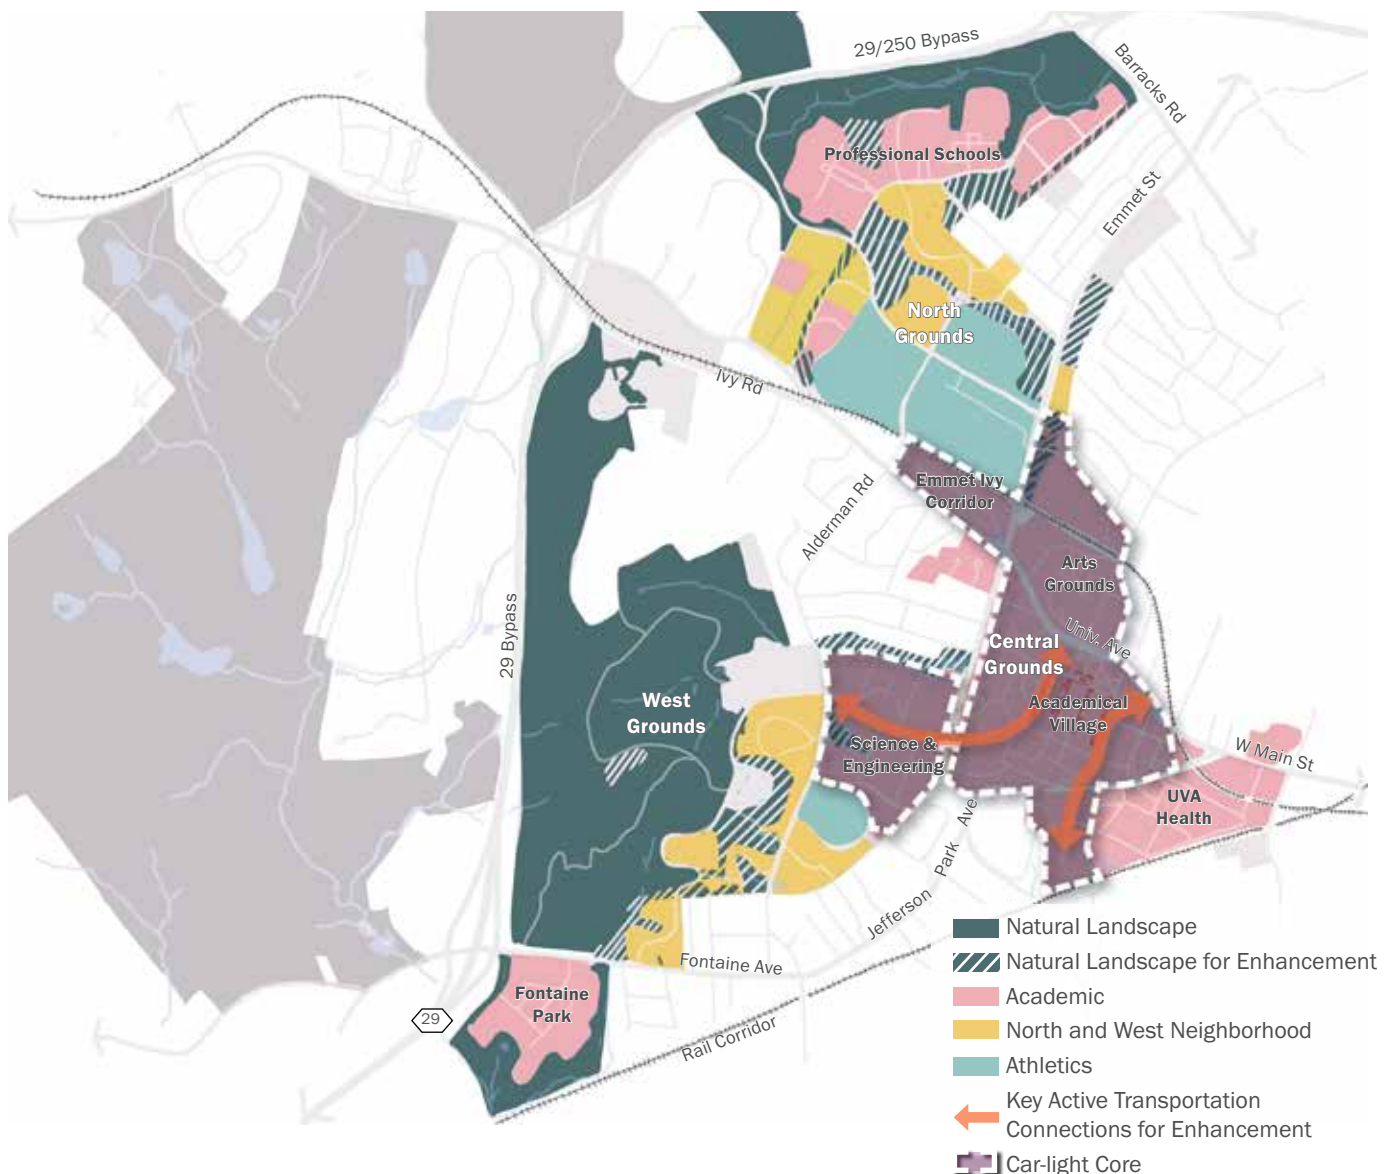 29/250 Bypass
Barracks Rd
Professional Schools
Emmet St
North
Grounds
Ivy Rd
Emmet Ivy
Corridor
Alderman Rd
Arts
Grounds
29 Bypass
Univ. Ave
Central
Grounds
West
Grounds
Academical
Village
Science &
Engineering
W Main St
UVA
Health
Jefferson Park Ave
Fontaine Ave
Fontaine
Park
29
Rail Corridor
Natural Landscape
Natural Landscape for Enhancement
Academic
North and West Neighborhood
Athletics
Key Active Transportation
Connections for Enhancement
Car-light Core